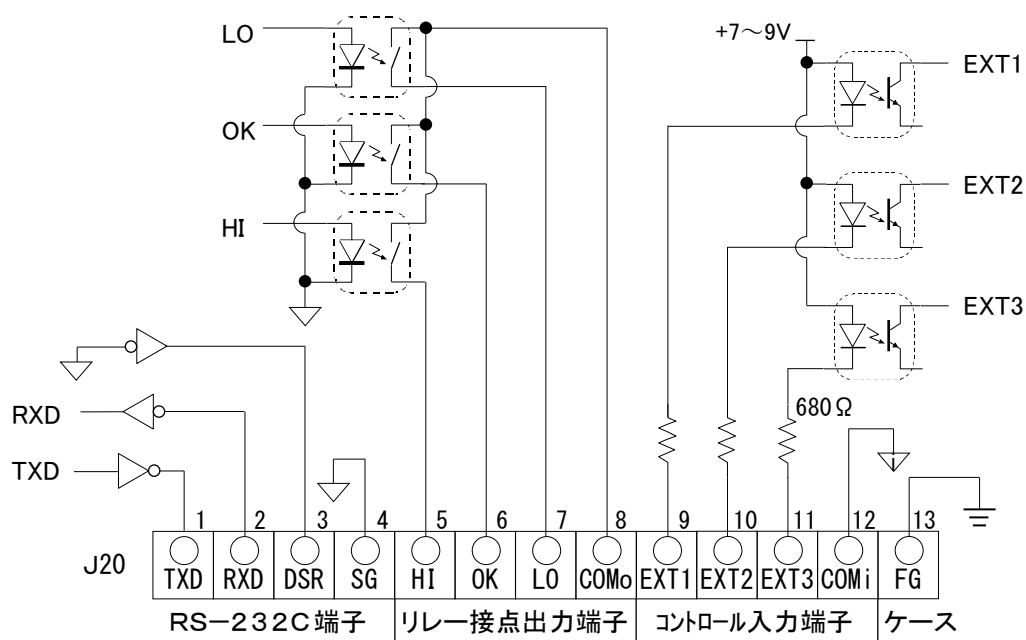 LO
+7～9V
EXT1
OK
EXT2
HI
EXT3
RXD
680Ω
TXD
1 2 3 4 5 6 7 8 9 10 11 12 13
J20 TXD RXD DSR SG HI OK LO COMo EXT1 EXT2 EXT3 COMi FG
RS-232C端子 リレー接点出力端子 コントロール入力端子 ケース
i